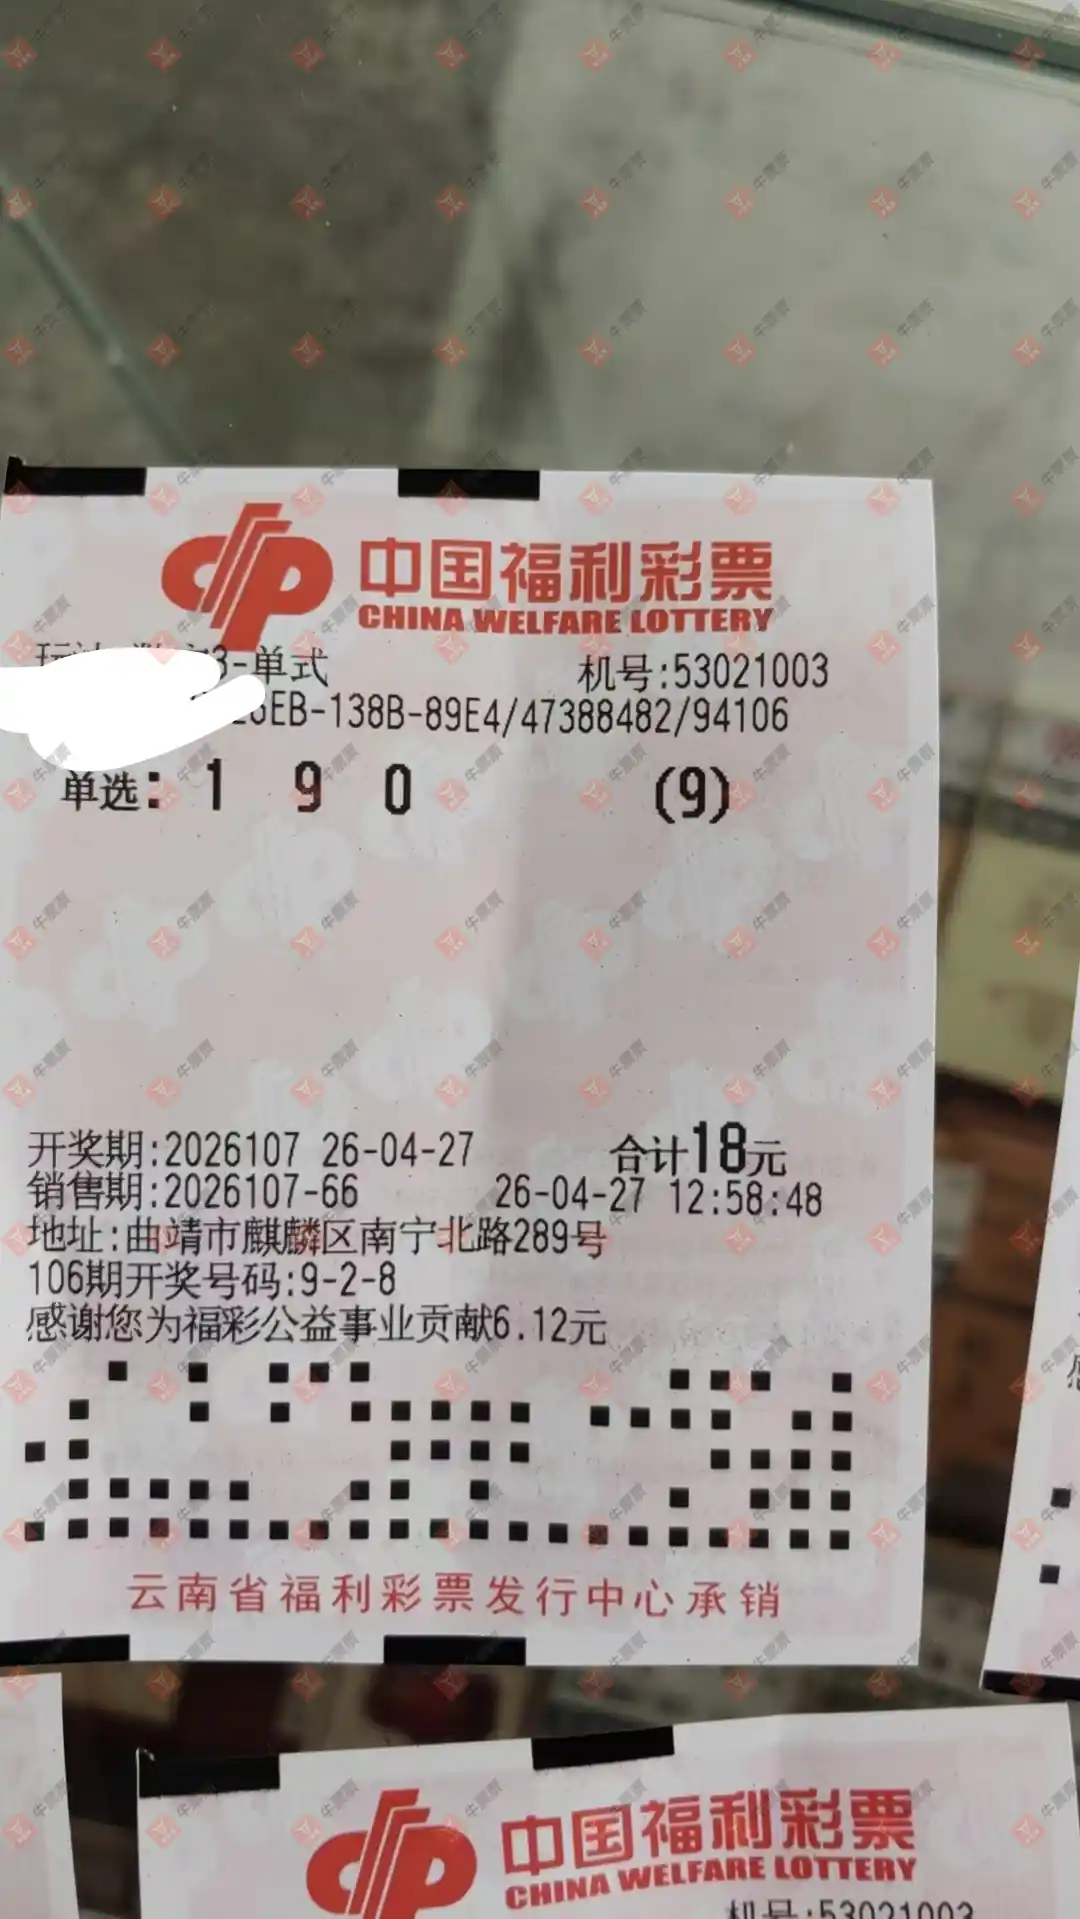 中国福利彩票
CHINA WELFARE LOTTERY
3-单式 机号:53021003
EB-138B-89E4/47388482/94106
单选: 1 9 0 (9)
开奖期:2026107 26-04-27 合计18元
销售期:2026107-66 26-04-27 12:58:48
地址:曲靖市麒麟区南宁北路289号
106期开奖号码:9-2-8
感谢您为福彩公益事业贡献6.12元
云南省福利彩票发行中心承销
中国福利彩票
CHINA WELFARE LOTTERY
机号:53021003
牛票票